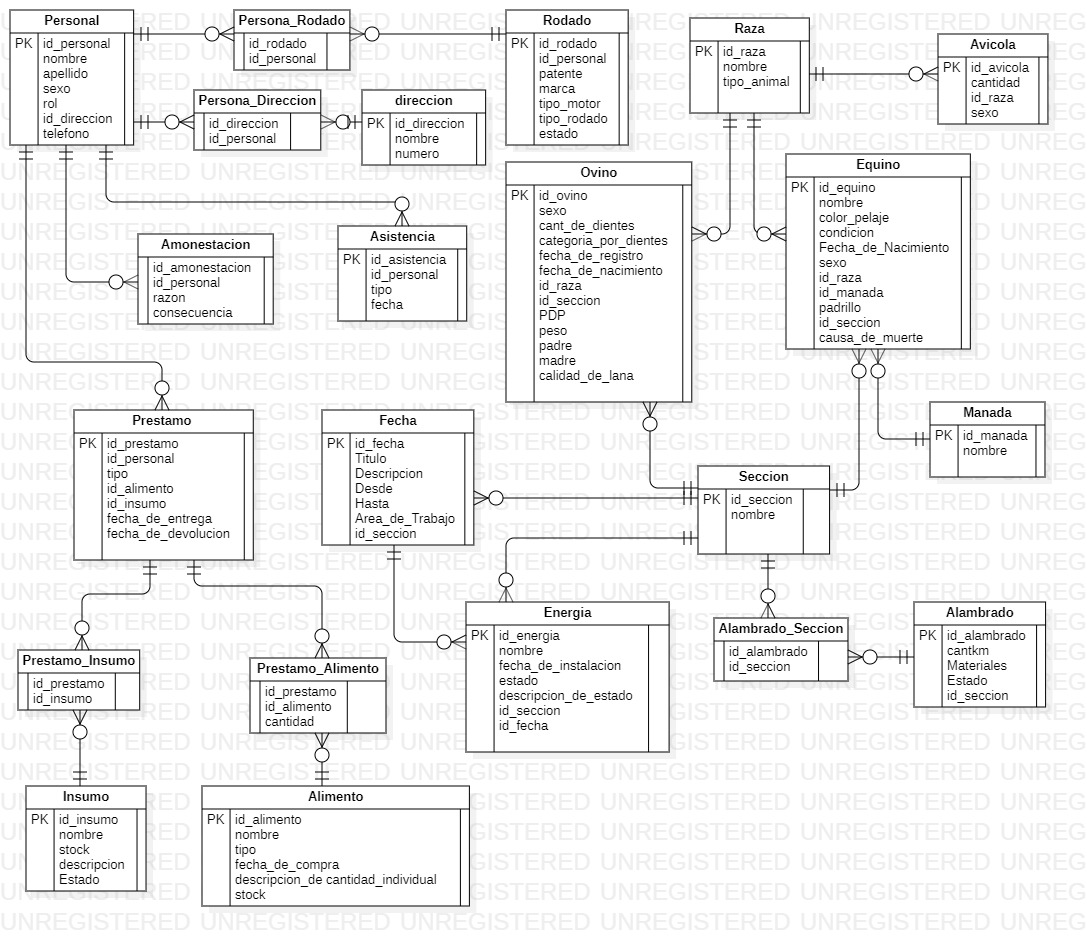 Personal
PK
id_personal
nombre
apellido
sexo
rol
id_direccion
telefono
Persona_Rodado
id_rodado
id_personal
Rodado
PK
id_rodado
id_personal
patente
marca
tipo_motor
tipo_rodado
estado
Raza
PK
id_raza
nombre
tipo_animal
Avicola
PK
id_avicola
cantidad
id_raza
sexo
Persona_Direccion
id_direccion
id_personal
direccion
PK
id_direccion
nombre
numero
Ovino
PK
id_ovino
sexo
cant_de_dientes
categoria_por_dientes
fecha_de_registro
fecha_de_nacimiento
id_raza
id_seccion
PDP
peso
padre
madre
calidad_de_lana
Equino
PK
id_equino
nombre
color_pelaje
condicion
Fecha_de_Nacimiento
sexo
id_raza
id_manada
padrillo
id_seccion
causa_de_muerte
Amonestacion
id_amonestacion
id_personal
razon
consecuencia
Asistencia
PK
id_asistencia
id_personal
tipo
fecha
Prestamo
PK
id_prestamo
id_personal
tipo
id_alimento
id_insumo
fecha_de_entrega
fecha_de_devolucion
Fecha
PK
id_fecha
Titulo
Descripcion
Desde
Hasta
Area_de_Trabajo
id_seccion
Manada
PK
id_manada
nombre
Seccion
PK
id_seccion
nombre
Energia
PK
id_energia
nombre
fecha_de_instalacion
estado
descripcion_de_estado
id_seccion
id_fecha
Alambrado_Seccion
id_alambrado
id_seccion
Alambrado
PK
id_alambrado
cantkm
Materiales
Estado
id_seccion
Prestamo_Insumo
id_prestamo
id_insumo
Prestamo_Alimento
id_prestamo
id_alimento
cantidad
Insumo
PK
id_insumo
nombre
stock
descripcion
Estado
Alimento
PK
id_alimento
nombre
tipo
fecha_de_compra
descripcion_de cantidad_individual
stock
UNREGISTERED